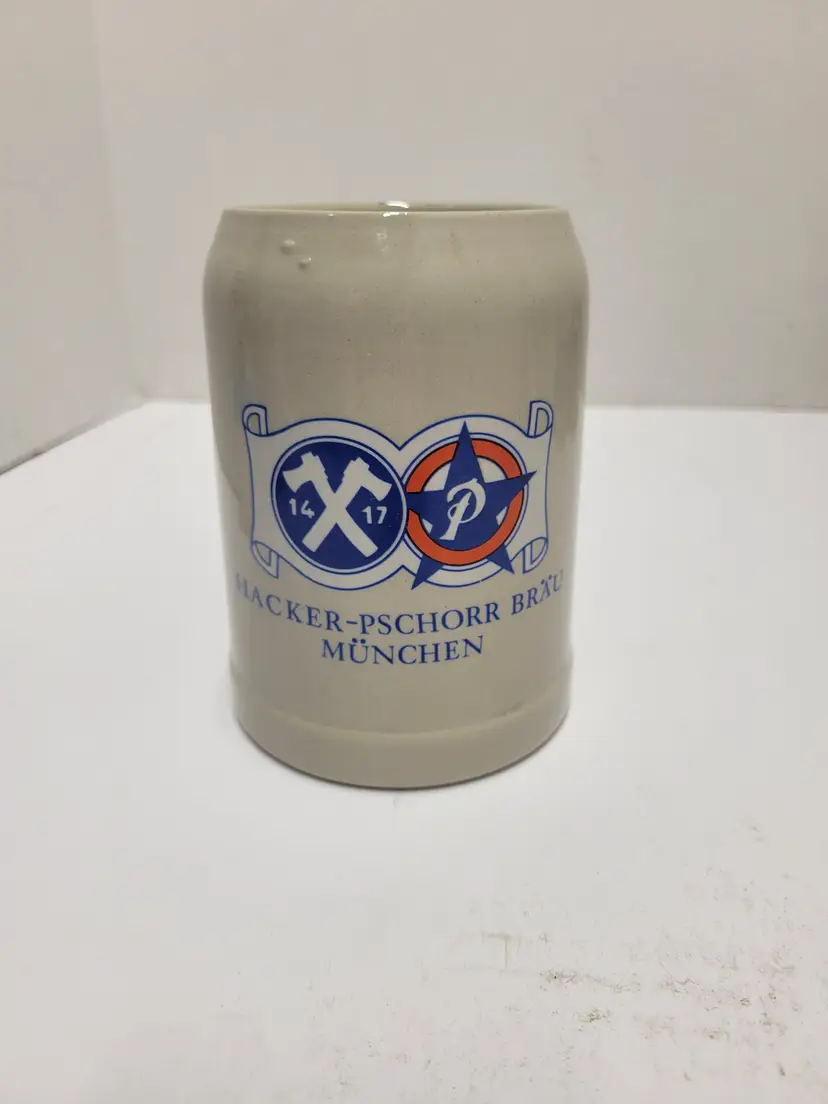 14 17
P
HACKER-PSCHORR BRÄU
MÜNCHEN